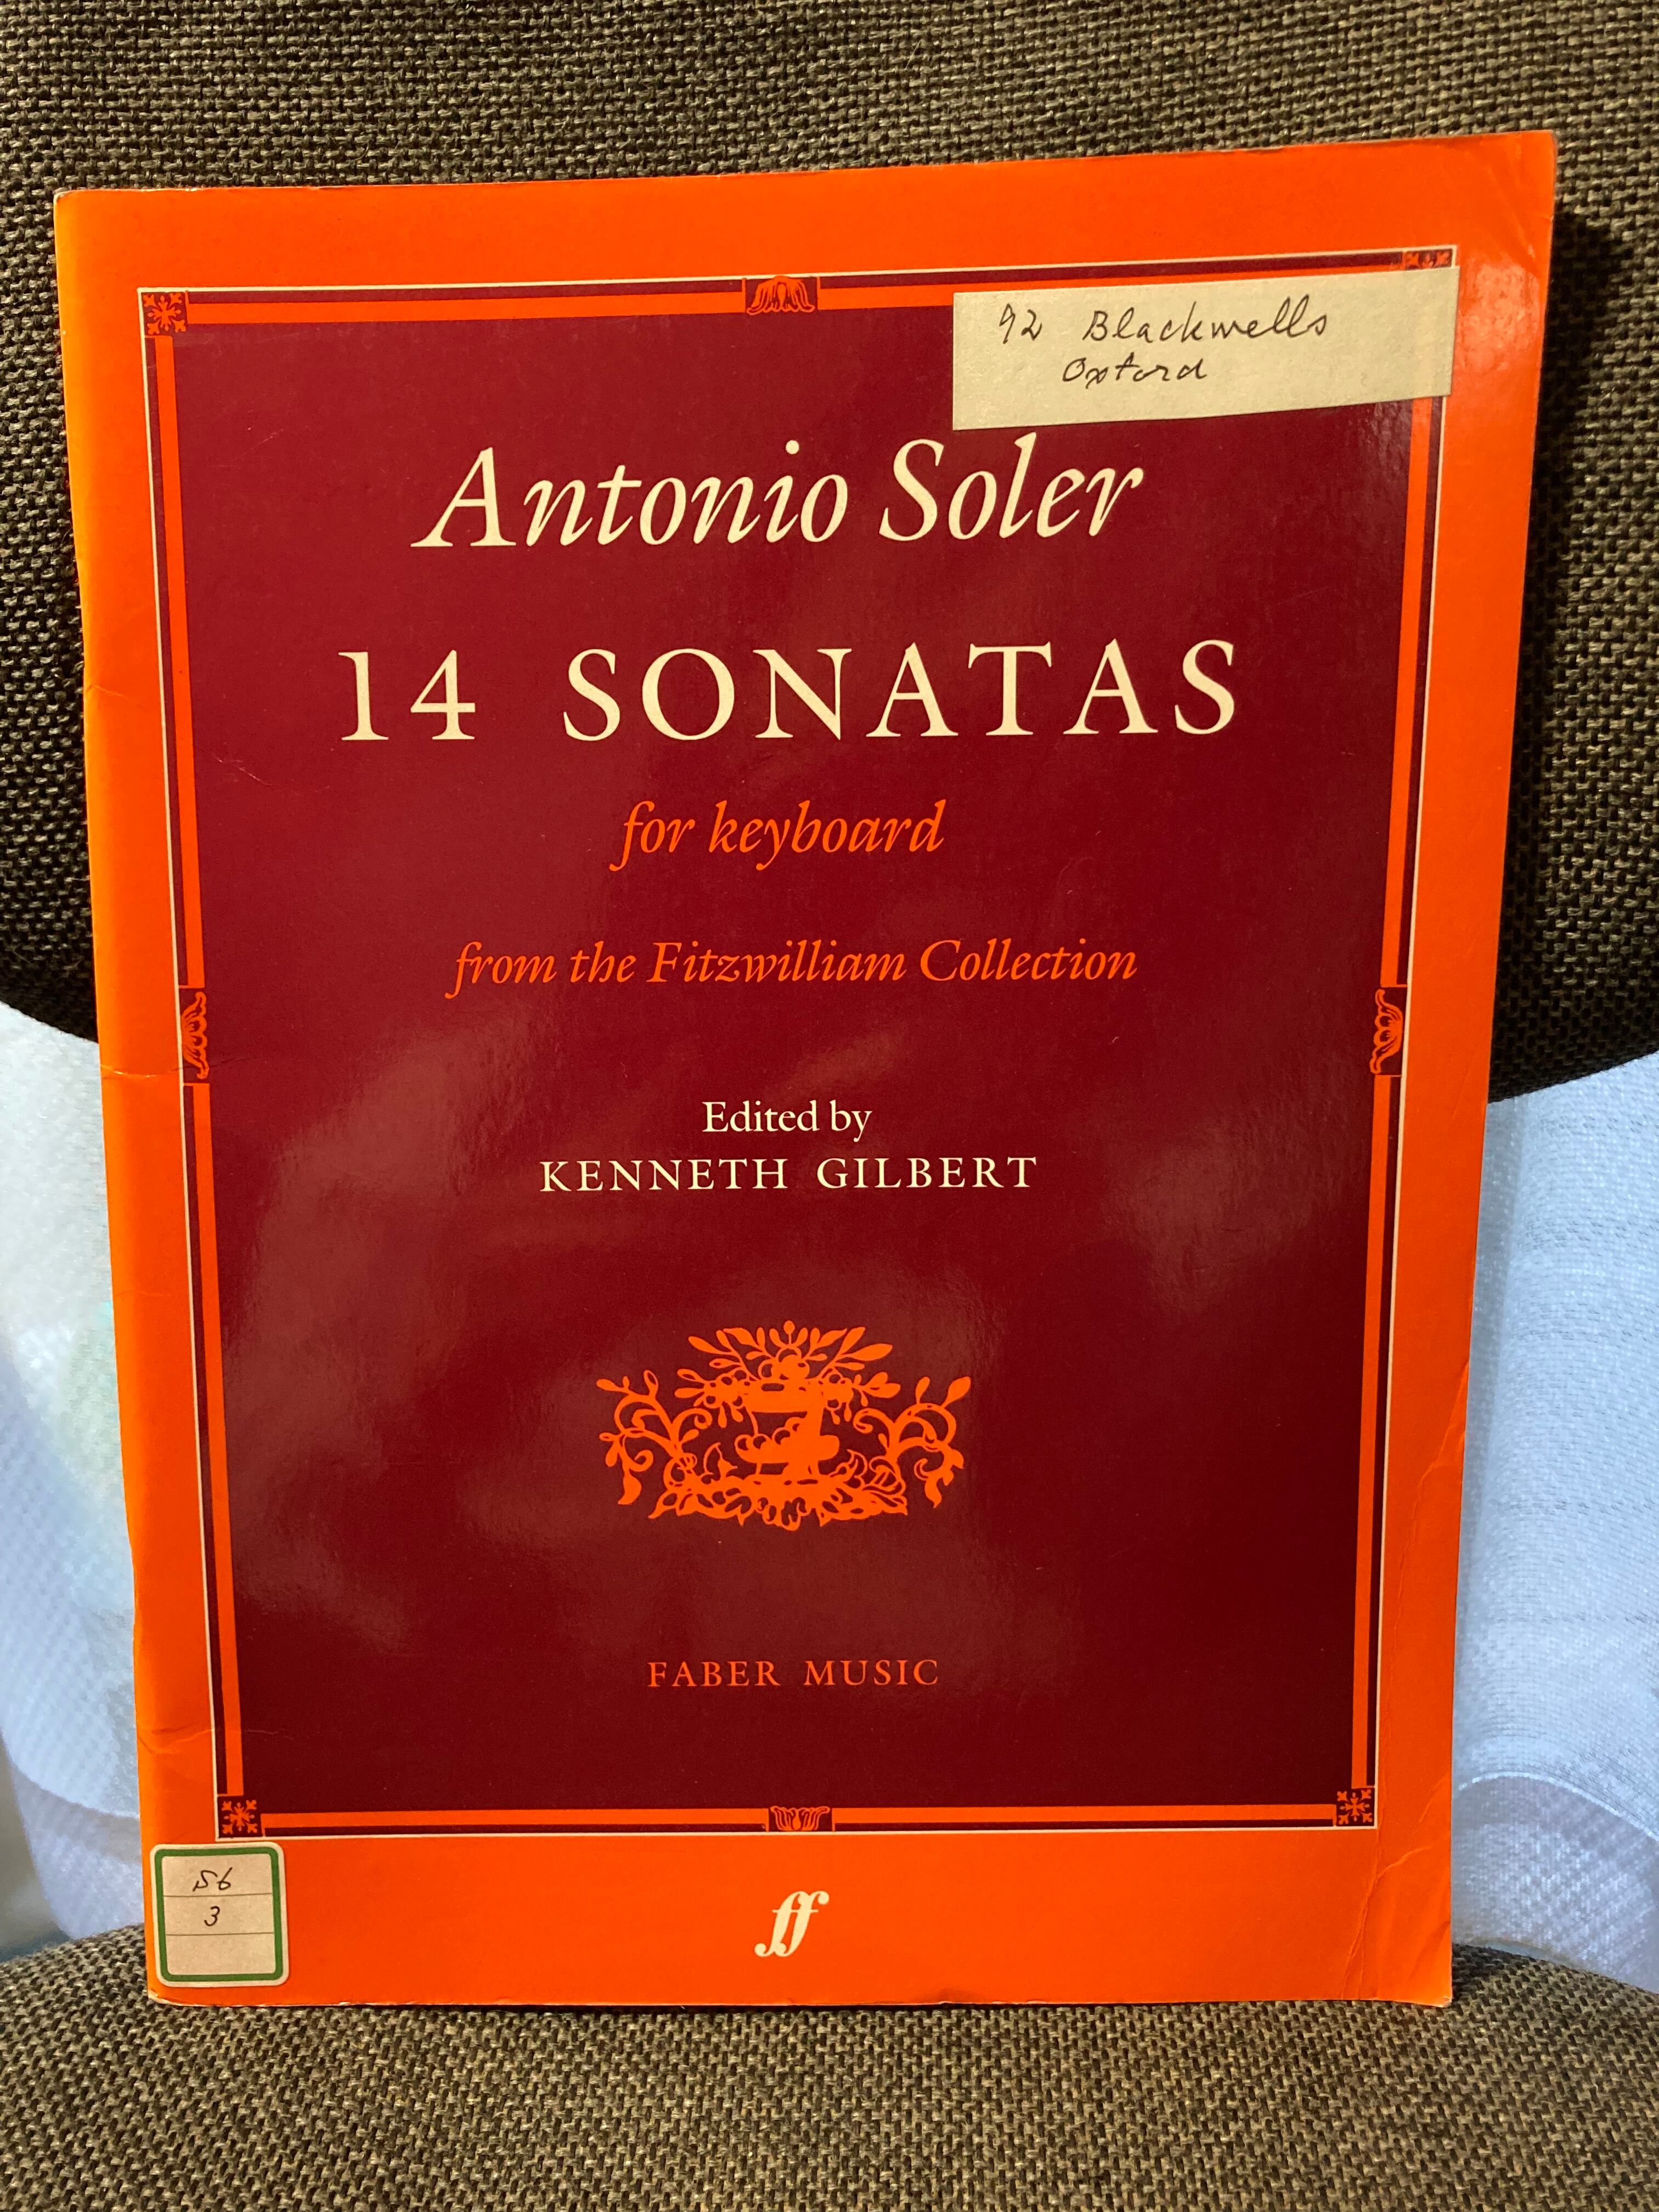 92 Blackwells
Oxford
Antonio Soler
14 SONATAS
for keyboard
from the Fitzwilliam Collection
Edited by
KENNETH GILBERT
FABER MUSIC
ff
S6
3